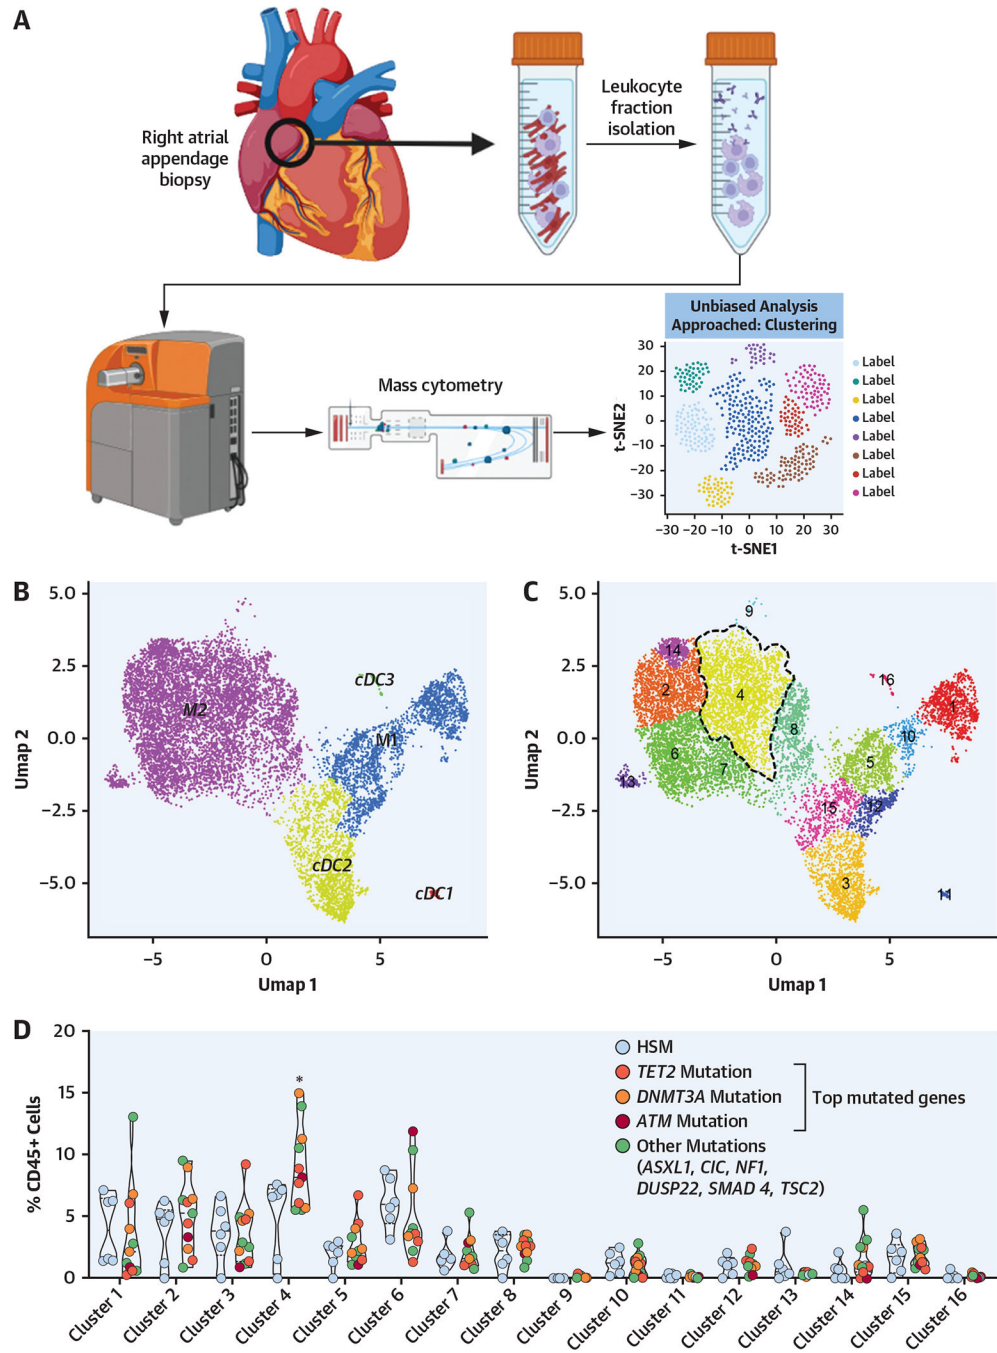 A
Right atrial
appendage
biopsy
Leukocyte
fraction
isolation
Mass cytometry
Unbiased Analysis
Approached: Clustering
30
20
10
0
−10
−20
−30
t-SNE2
−30 −20 −10 0 10 20 30
t-SNE1
Label
Label
Label
Label
Label
Label
Label
Label
B
5.0
2.5
0.0
−2.5
−5.0
Umap 2
M2
cDC3
M1
cDC2
cDC1
−5 0 5
Umap 1
C
5.0
2.5
0.0
−2.5
−5.0
Umap 2
9
14
16
2
4
1
8
10
6
7
5
13
15
12
3
11
−5 0 5
Umap 1
D
20
15
10
5
0
% CD45+ Cells
*
HSM
TET2 Mutation
DNMT3A Mutation
ATM Mutation
Top mutated genes
Other Mutations
(ASXL1, CIC, NF1,
DUSP22, SMAD 4, TSC2)
Cluster 1
Cluster 2
Cluster 3
Cluster 4
Cluster 5
Cluster 6
Cluster 7
Cluster 8
Cluster 9
Cluster 10
Cluster 11
Cluster 12
Cluster 13
Cluster 14
Cluster 15
Cluster 16